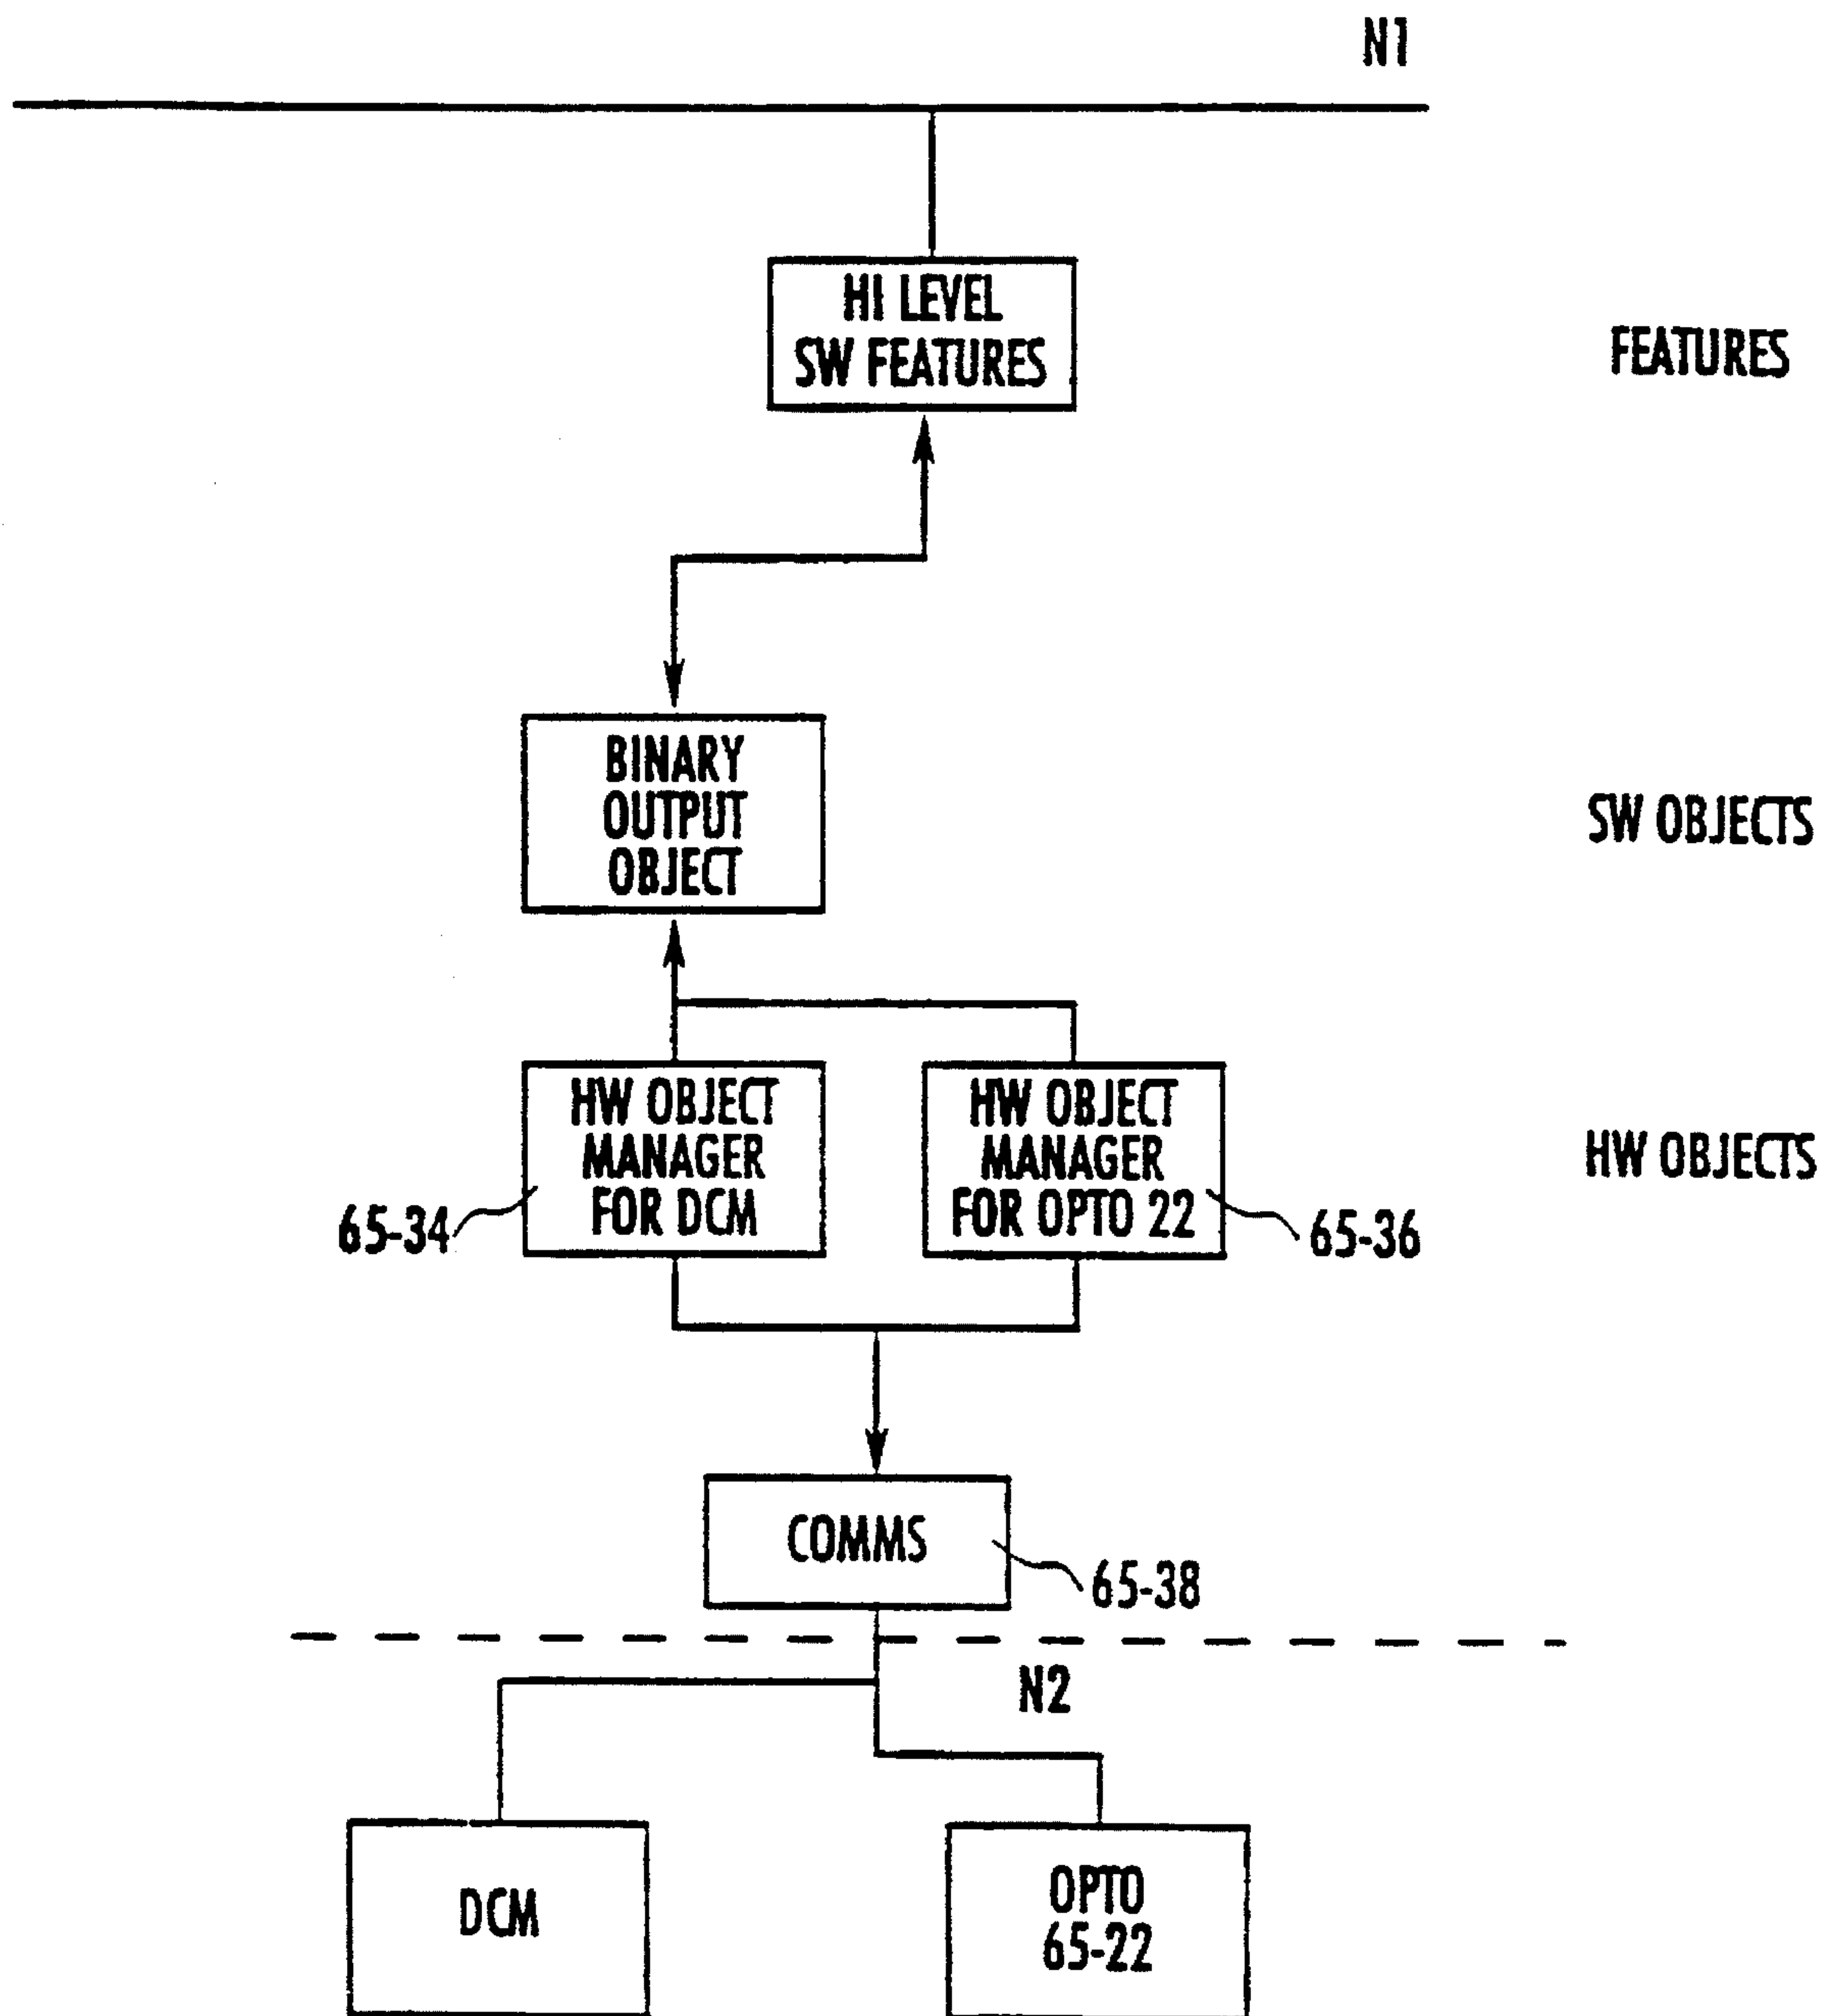 N1
HI LEVEL
SW FEATURES
FEATURES
BINARY
OUTPUT
OBJECT
SW OBJECTS
HW OBJECT
MANAGER
FOR DCM
HW OBJECT
MANAGER
FOR OPTO 22
HW OBJECTS
65-34
65-36
COMMS
65-38
N2
DCM
OPTO
65-22